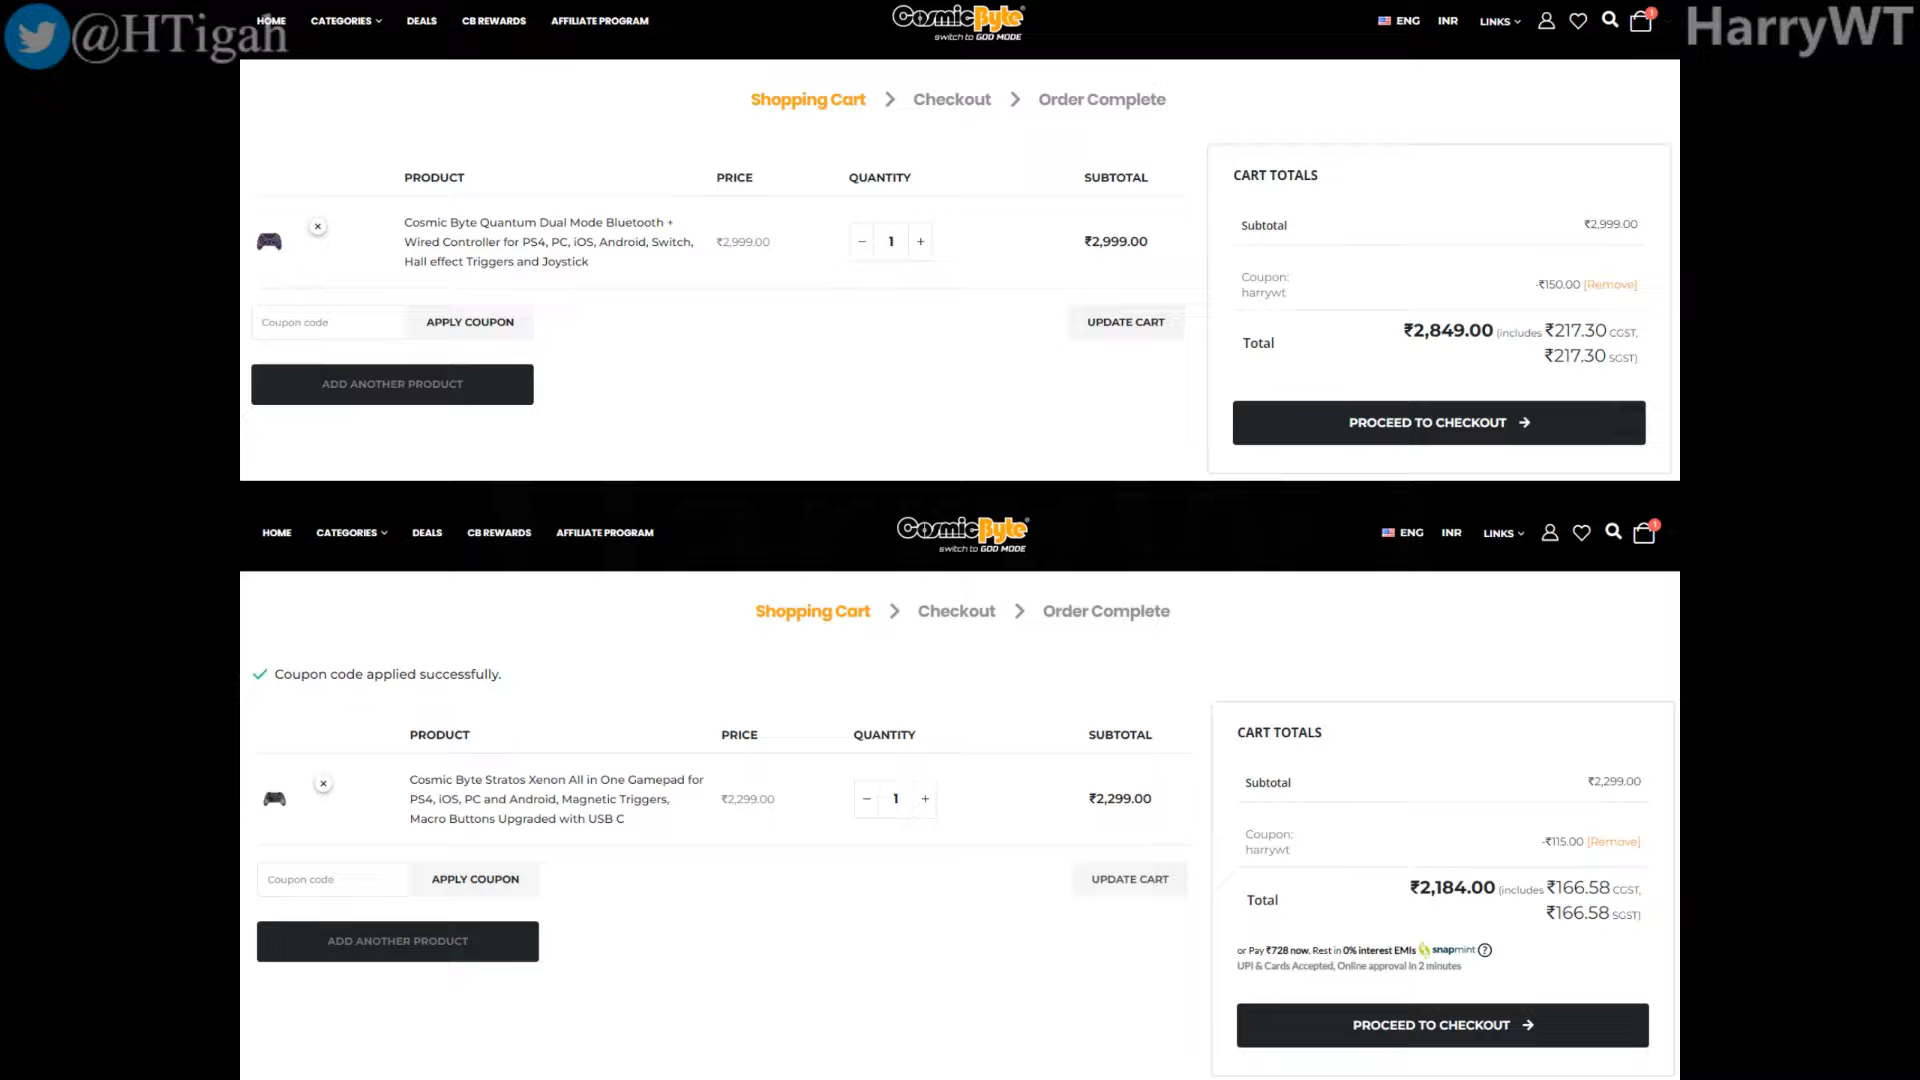 @HTigah
HarryWT
HOME CATEGORIES DEALS CB REWARDS AFFILIATE PROGRAM
CosmicByte
switch to GOD MODE
ENG INR LINKS 1
Shopping Cart Checkout Order Complete
PRODUCT PRICE QUANTITY SUBTOTAL
Cosmic Byte Quantum Dual Mode Bluetooth +
Wired Controller for PS4, PC, iOS, Android, Switch,
Hall effect Triggers and Joystick
₹2,999.00 − 1 + ₹2,999.00
Coupon code APPLY COUPON UPDATE CART
ADD ANOTHER PRODUCT
CART TOTALS
Subtotal ₹2,999.00
Coupon:
harrywt
-₹150.00 [Remove]
Total ₹2,849.00 (includes ₹217.30 CGST,
₹217.30 SGST)
PROCEED TO CHECKOUT →
HOME CATEGORIES DEALS CB REWARDS AFFILIATE PROGRAM
CosmicByte
switch to GOD MODE
ENG INR LINKS 1
Shopping Cart Checkout Order Complete
Coupon code applied successfully.
PRODUCT PRICE QUANTITY SUBTOTAL
Cosmic Byte Stratos Xenon All in One Gamepad for
PS4, iOS, PC and Android, Magnetic Triggers,
Macro Buttons Upgraded with USB C
₹2,299.00 − 1 + ₹2,299.00
Coupon code APPLY COUPON UPDATE CART
ADD ANOTHER PRODUCT
CART TOTALS
Subtotal ₹2,299.00
Coupon:
harrywt
-₹115.00 [Remove]
Total ₹2,184.00 (includes ₹166.58 CGST,
₹166.58 SGST)
or Pay ₹728 now. Rest in 0% interest EMIs snapmint ?
UPI & Cards Accepted, Online approval in 2 minutes
PROCEED TO CHECKOUT →